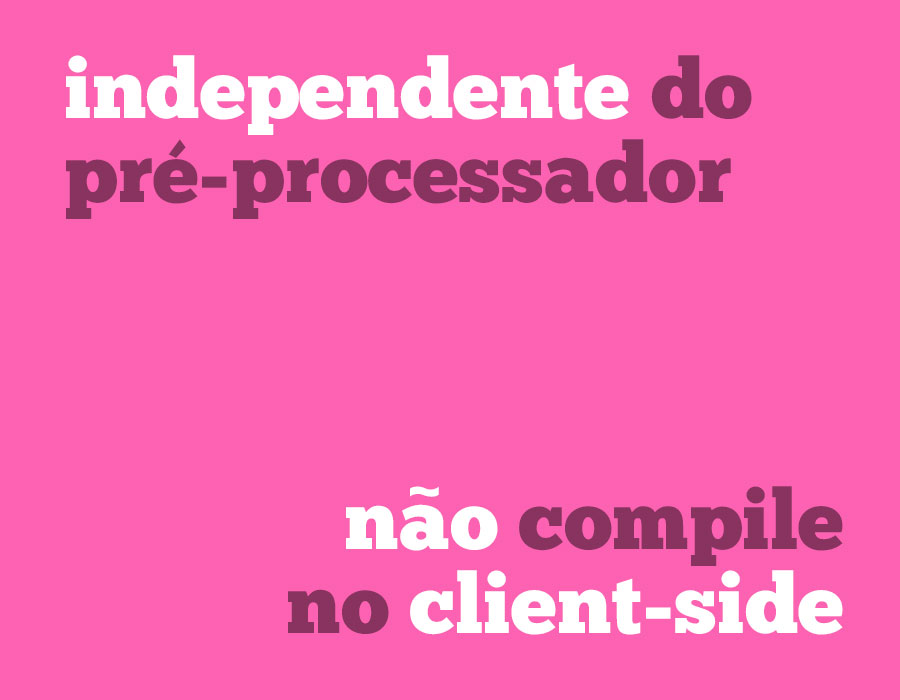 independente do
pré-processador
não compile
no client-side